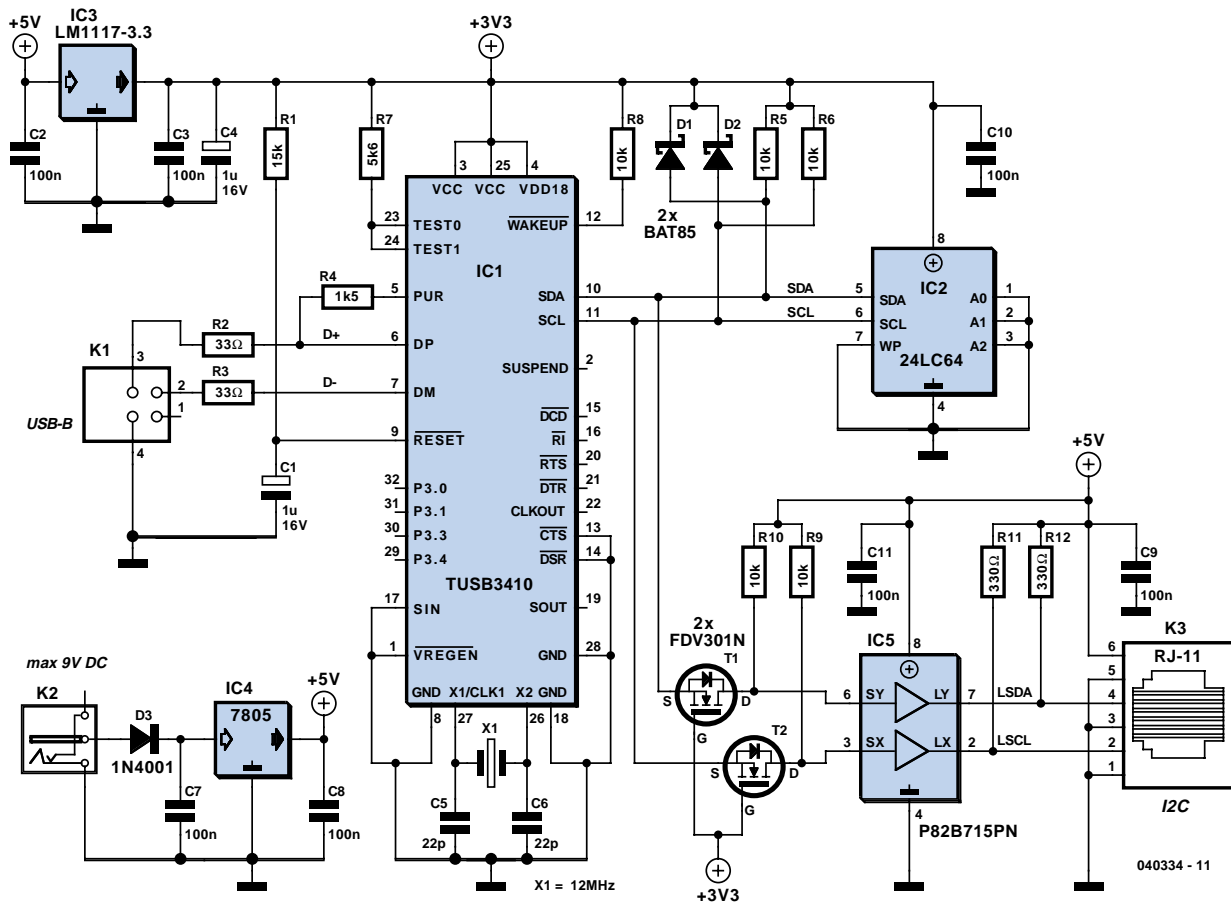 +5V
IC3
LM1117-3.3
+3V3
C2
100n
C3
100n
C4
1u
16V
R1
15k
R7
5k6
R8
10k
D1
D2
R5
10k
R6
10k
C10
100n
2x
BAT85
3
25
4
VCC
VCC
VDD18
23
TEST0
24
TEST1
WAKEUP
12
IC1
R4
1k5
5
PUR
SDA
10
SDA
SCL
11
SCL
8
IC2
5
SDA
A0
1
6
SCL
A1
2
7
WP
A2
3
24LC64
4
K1
3
2
1
4
USB-B
R2
33Ω
D+
6
DP
R3
33Ω
D-
7
DM
SUSPEND
2
9
RESET
DCD
15
RI
16
RTS
20
DTR
21
CLKOUT
22
CTS
13
DSR
14
C1
1u
16V
32
P3.0
31
P3.1
30
P3.3
29
P3.4
TUSB3410
17
SIN
SOUT
19
1
VREGEN
GND
28
GND
X1/CLK1
X2
GND
8
27
26
18
X1
C5
22p
C6
22p
X1 = 12MHz
max 9V DC
K2
D3
1N4001
IC4
7805
+5V
C7
100n
C8
100n
+5V
R10
10k
R9
10k
C11
100n
R11
330Ω
R12
330Ω
C9
100n
2x
FDV301N
T1
S
D
G
T2
S
D
G
+3V3
IC5
8
6
SY
LY
7
LSDA
3
SX
LX
2
LSCL
4
P82B715PN
K3
RJ-11
6
5
4
3
2
1
I2C
040334 - 11